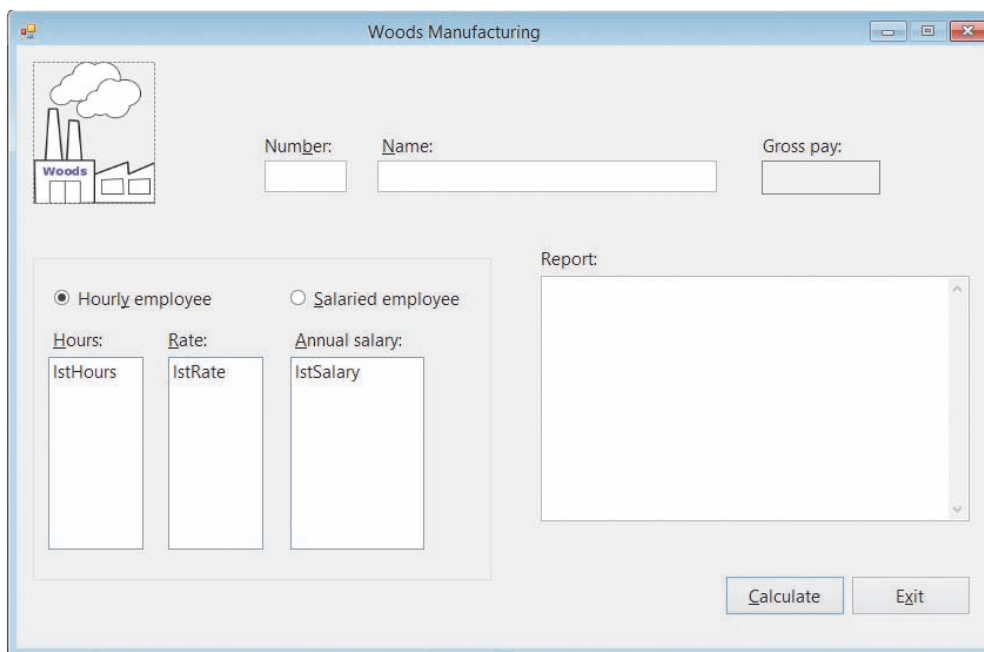 Woods Manufacturing
Woods
Number: Name: Gross pay:
Report:
Hourly employee Salaried employee
Hours: Rate: Annual salary:
lstHours lstRate lstSalary
Calculate Exit